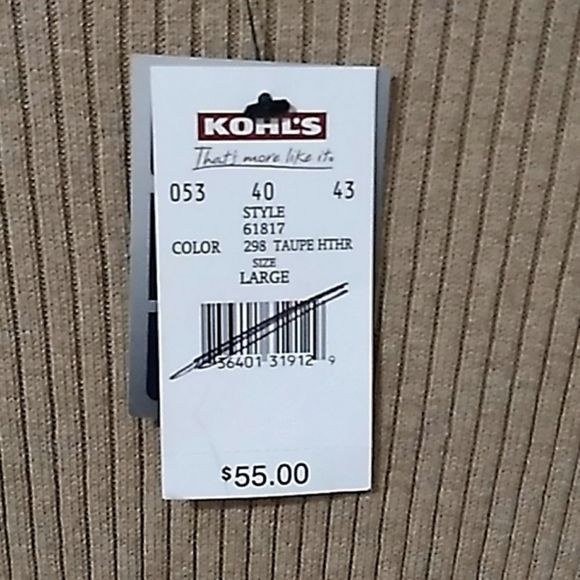 KOHL'S
That's more like it.
053 40 43
STYLE
61817
COLOR 298 TAUPE HTHR
SIZE
LARGE
36401 31912 9
$55.00